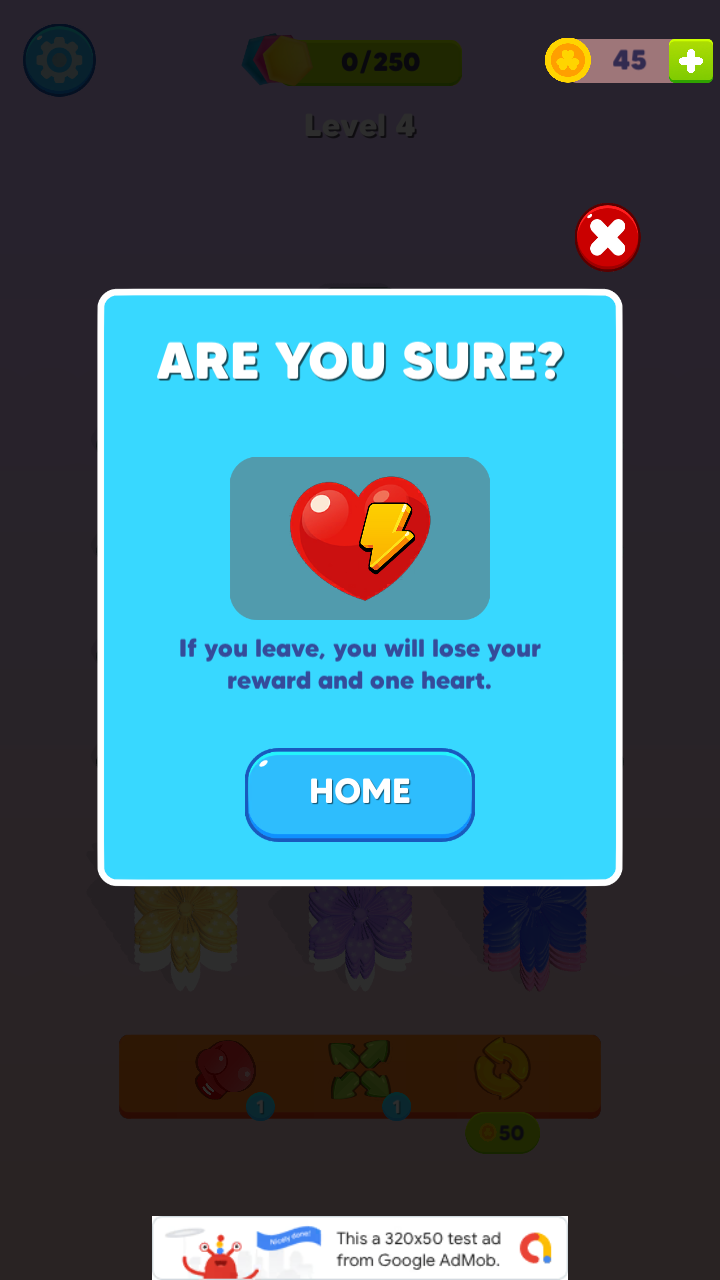 0/250
45
Level 4
ARE YOU SURE?
If you leave, you will lose your
reward and one heart.
HOME
1
1
50
Nicely done!
This a 320x50 test ad
from Google AdMob.